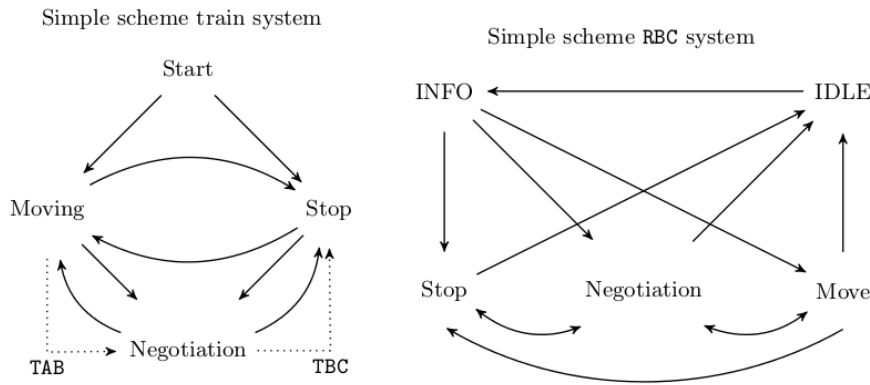 Simple scheme train system
Start
Moving
Stop
Negotiation
TAB
TBC
Simple scheme RBC system
INFO
IDLE
Stop
Negotiation
Move